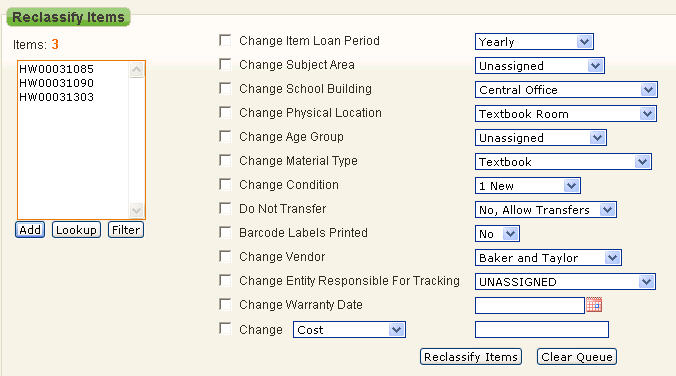 Reclassify Items
Items: 3
HW00031085
HW00031090
HW00031303
Add Lookup Filter
Change Item Loan Period Yearly
Change Subject Area Unassigned
Change School Building Central Office
Change Physical Location Textbook Room
Change Age Group Unassigned
Change Material Type Textbook
Change Condition 1 New
Do Not Transfer No, Allow Transfers
Barcode Labels Printed No
Change Vendor Baker and Taylor
Change Entity Responsible For Tracking UNASSIGNED
Change Warranty Date
Change Cost
Reclassify Items Clear Queue